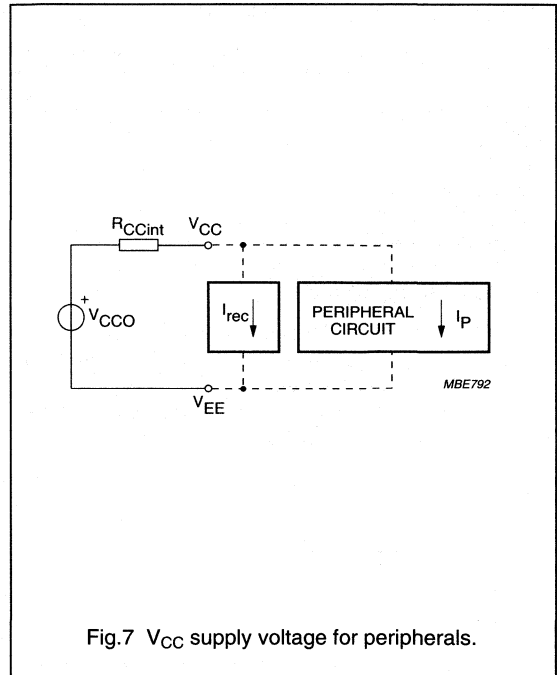 R_CCint V_CC
+
V_CCO
I_rec
PERIPHERAL
CIRCUIT
I_P
MBE792
V_EE
Fig.7 V_CC supply voltage for peripherals.